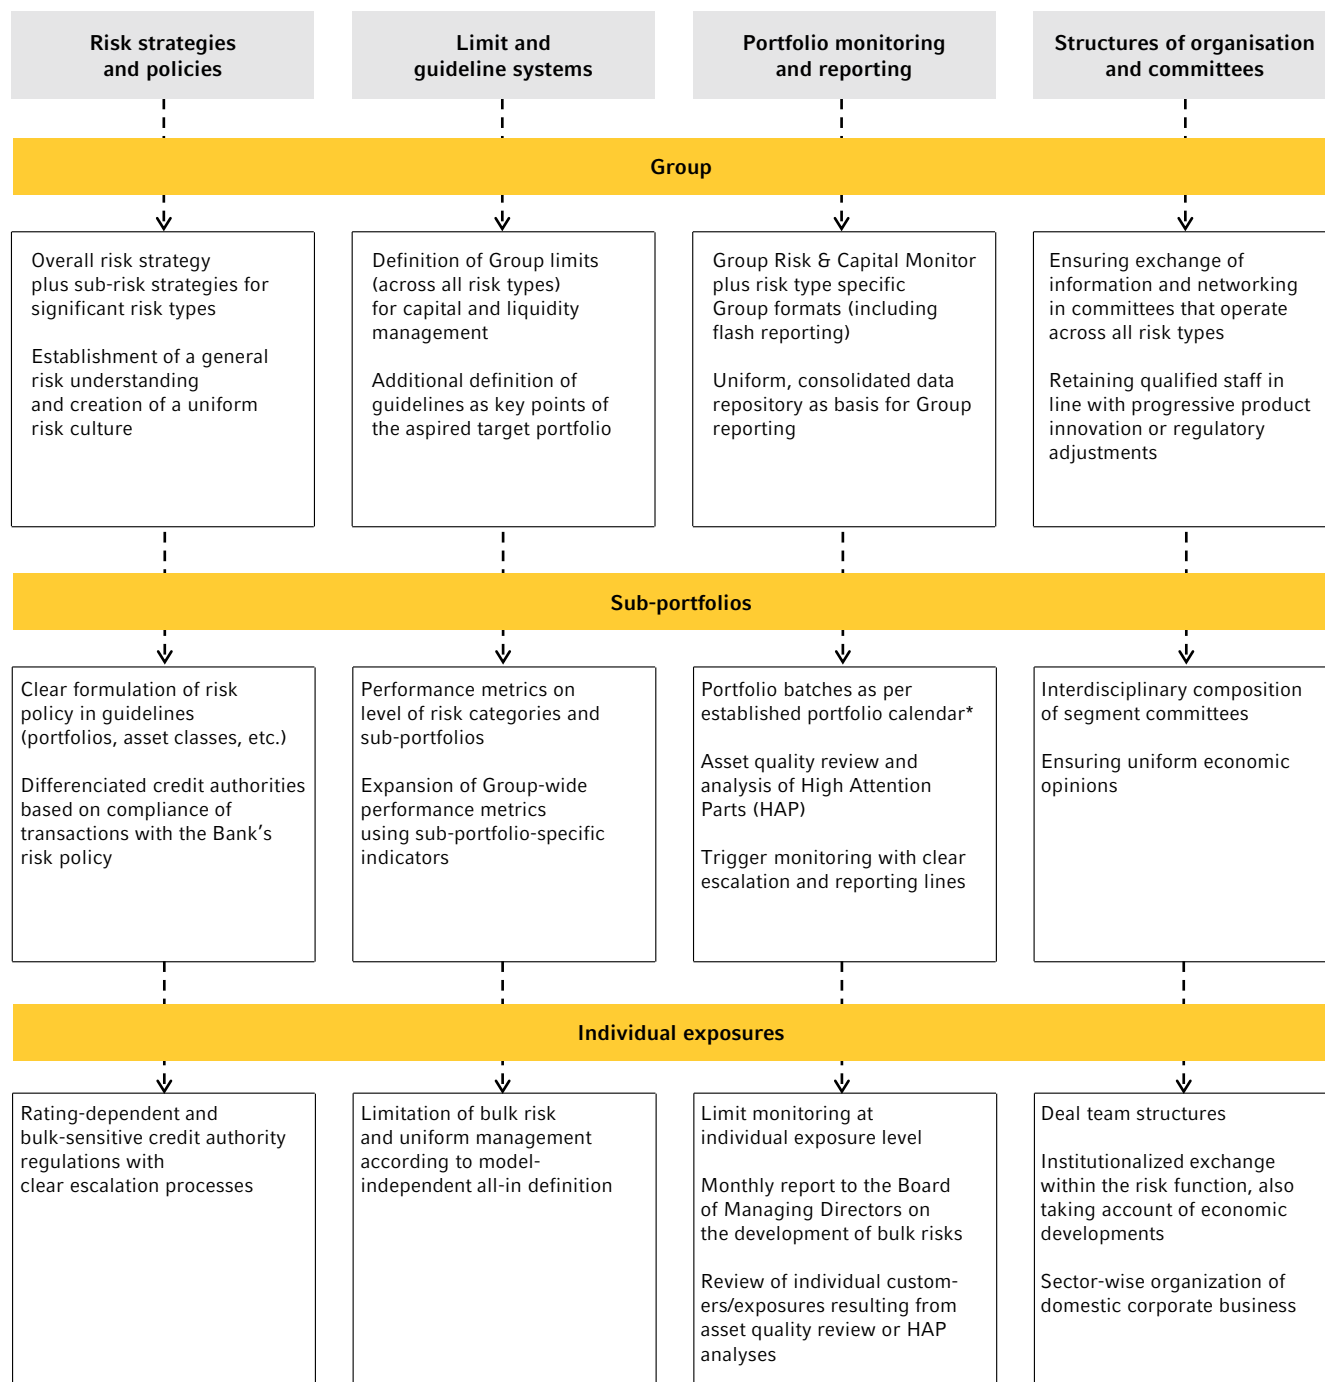 Risk strategies
and policies
Limit and
guideline systems
Portfolio monitoring
and reporting
Structures of organisation
and committees
Group
Overall risk strategy
plus sub-risk strategies for
significant risk types
Establishment of a general
risk understanding
and creation of a uniform
risk culture
Definition of Group limits
(across all risk types)
for capital and liquidity
management
Additional definition of
guidelines as key points of
the aspired target portfolio
Group Risk & Capital Monitor
plus risk type specific
Group formats (including
flash reporting)
Uniform, consolidated data
repository as basis for Group
reporting
Ensuring exchange of
information and networking
in committees that operate
across all risk types
Retaining qualified staff in
line with progressive product
innovation or regulatory
adjustments
Sub-portfolios
Clear formulation of risk
policy in guidelines
(portfolios, asset classes, etc.)
Differenciated credit authorities
based on compliance of
transactions with the Bank’s
risk policy
Performance metrics on
level of risk categories and
sub-portfolios
Expansion of Group-wide
performance metrics
using sub-portfolio-specific
indicators
Portfolio batches as per
established portfolio calendar*
Asset quality review and
analysis of High Attention
Parts (HAP)
Trigger monitoring with clear
escalation and reporting lines
Interdisciplinary composition
of segment committees
Ensuring uniform economic
opinions
Individual exposures
Rating-dependent and
bulk-sensitive credit authority
regulations with
clear escalation processes
Limitation of bulk risk
and uniform management
according to model-
independent all-in definition
Limit monitoring at
individual exposure level
Monthly report to the Board
of Managing Directors on
the development of bulk risks
Review of individual custom-
ers/exposures resulting from
asset quality review or HAP
analyses
Deal team structures
Institutionalized exchange
within the risk function, also
taking account of economic
developments
Sector-wise organization of
domestic corporate business